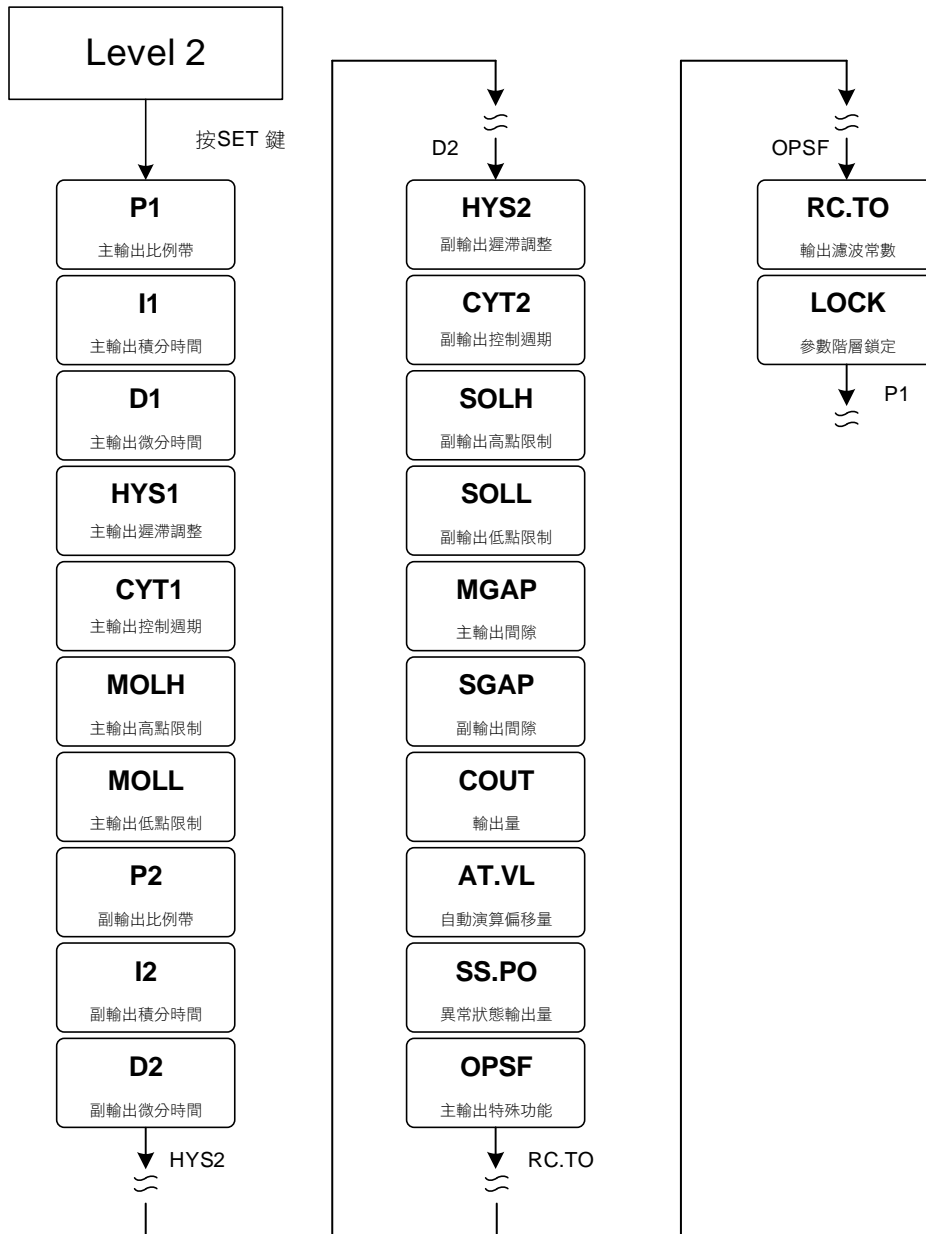 Level 2
按SET 鍵
P1
主輸出比例帶
I1
主輸出積分時間
D1
主輸出微分時間
HYS1
主輸出遲滯調整
CYT1
主輸出控制週期
MOLH
主輸出高點限制
MOLL
主輸出低點限制
P2
副輸出比例帶
I2
副輸出積分時間
D2
副輸出微分時間
HYS2
D2
HYS2
副輸出遲滯調整
CYT2
副輸出控制週期
SOLH
副輸出高點限制
SOLL
副輸出低點限制
MGAP
主輸出間隙
SGAP
副輸出間隙
COUT
輸出量
AT.VL
自動演算偏移量
SS.PO
異常狀態輸出量
OPSF
主輸出特殊功能
RC.TO
OPSF
RC.TO
輸出濾波常數
LOCK
參數階層鎖定
P1